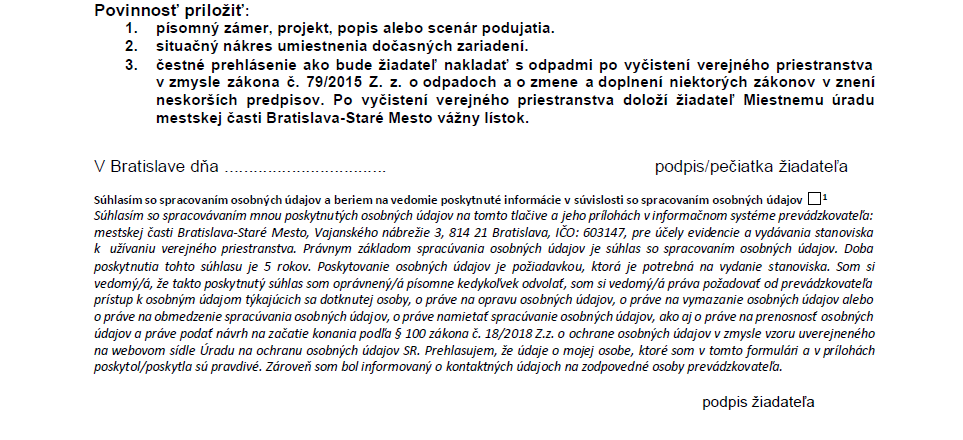 Povinnosť priložiť:
1. písomný zámer, projekt, popis alebo scenár podujatia.
2. situačný nákres umiestnenia dočasných zariadení.
3. čestné prehlásenie ako bude žiadateľ nakladať s odpadmi po vyčistení verejného priestranstva
v zmysle zákona č. 79/2015 Z. z. o odpadoch a o zmene a doplnení niektorých zákonov v znení
neskorších predpisov. Po vyčistení verejného priestranstva doloží žiadateľ Miestnemu úradu
mestskej časti Bratislava-Staré Mesto vážny lístok.
V Bratislave dňa .................................. podpis/pečiatka žiadateľa
Súhlasím so spracovaním osobných údajov a beriem na vedomie poskytnuté informácie v súvislosti so spracovaním osobných údajov ☐¹
Súhlasím so spracovávaním mnou poskytnutých osobných údajov na tomto tlačive a jeho prílohách v informačnom systéme prevádzkovateľa:
mestskej časti Bratislava-Staré Mesto, Vajanského nábrežie 3, 814 21 Bratislava, IČO: 603147, pre účely evidencie a vydávania stanoviska
k užívaniu verejného priestranstva. Právnym základom spracúvania osobných údajov je súhlas so spracovaním osobných údajov. Doba
poskytnutia tohto súhlasu je 5 rokov. Poskytovanie osobných údajov je požiadavkou, ktorá je potrebná na vydanie stanoviska. Som si
vedomý/á, že takto poskytnutý súhlas som oprávnený/á písomne kedykoľvek odvolať, som si vedomý/á práva požadovať od prevádzkovateľa
prístup k osobným údajom týkajúcich sa dotknutej osoby, o práve na opravu osobných údajov, o práve na vymazanie osobných údajov alebo
o práve na obmedzenie spracúvania osobných údajov, o práve namietať spracúvanie osobných údajov, ako aj o práve na prenosnosť osobných
údajov a práve podať návrh na začatie konania podľa § 100 zákona č. 18/2018 Z.z. o ochrane osobných údajov v zmysle vzoru uverejneného
na webovom sídle Úradu na ochranu osobných údajov SR. Prehlasujem, že údaje o mojej osobe, ktoré som v tomto formulári a v prílohách
poskytol/poskytla sú pravdivé. Zároveň som bol informovaný o kontaktných údajoch na zodpovedné osoby prevádzkovateľa.
podpis žiadateľa